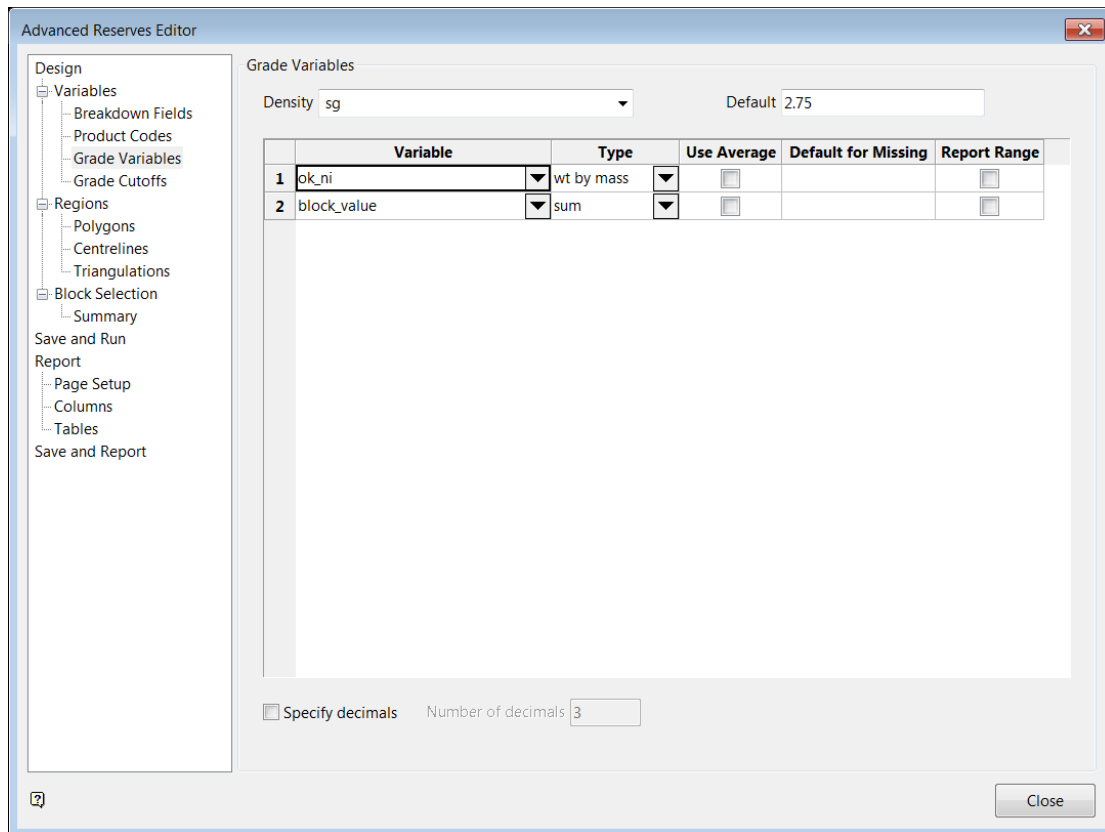 Advanced Reserves Editor
Design
Variables
Breakdown Fields
Product Codes
Grade Variables
Grade Cutoffs
Regions
Polygons
Centrelines
Triangulations
Block Selection
Summary
Save and Run
Report
Page Setup
Columns
Tables
Save and Report
Grade Variables
Density sg Default 2.75
Variable Type Use Average Default for Missing Report Range
1 ok_ni wt by mass
2 block_value sum
Specify decimals Number of decimals 3
? Close